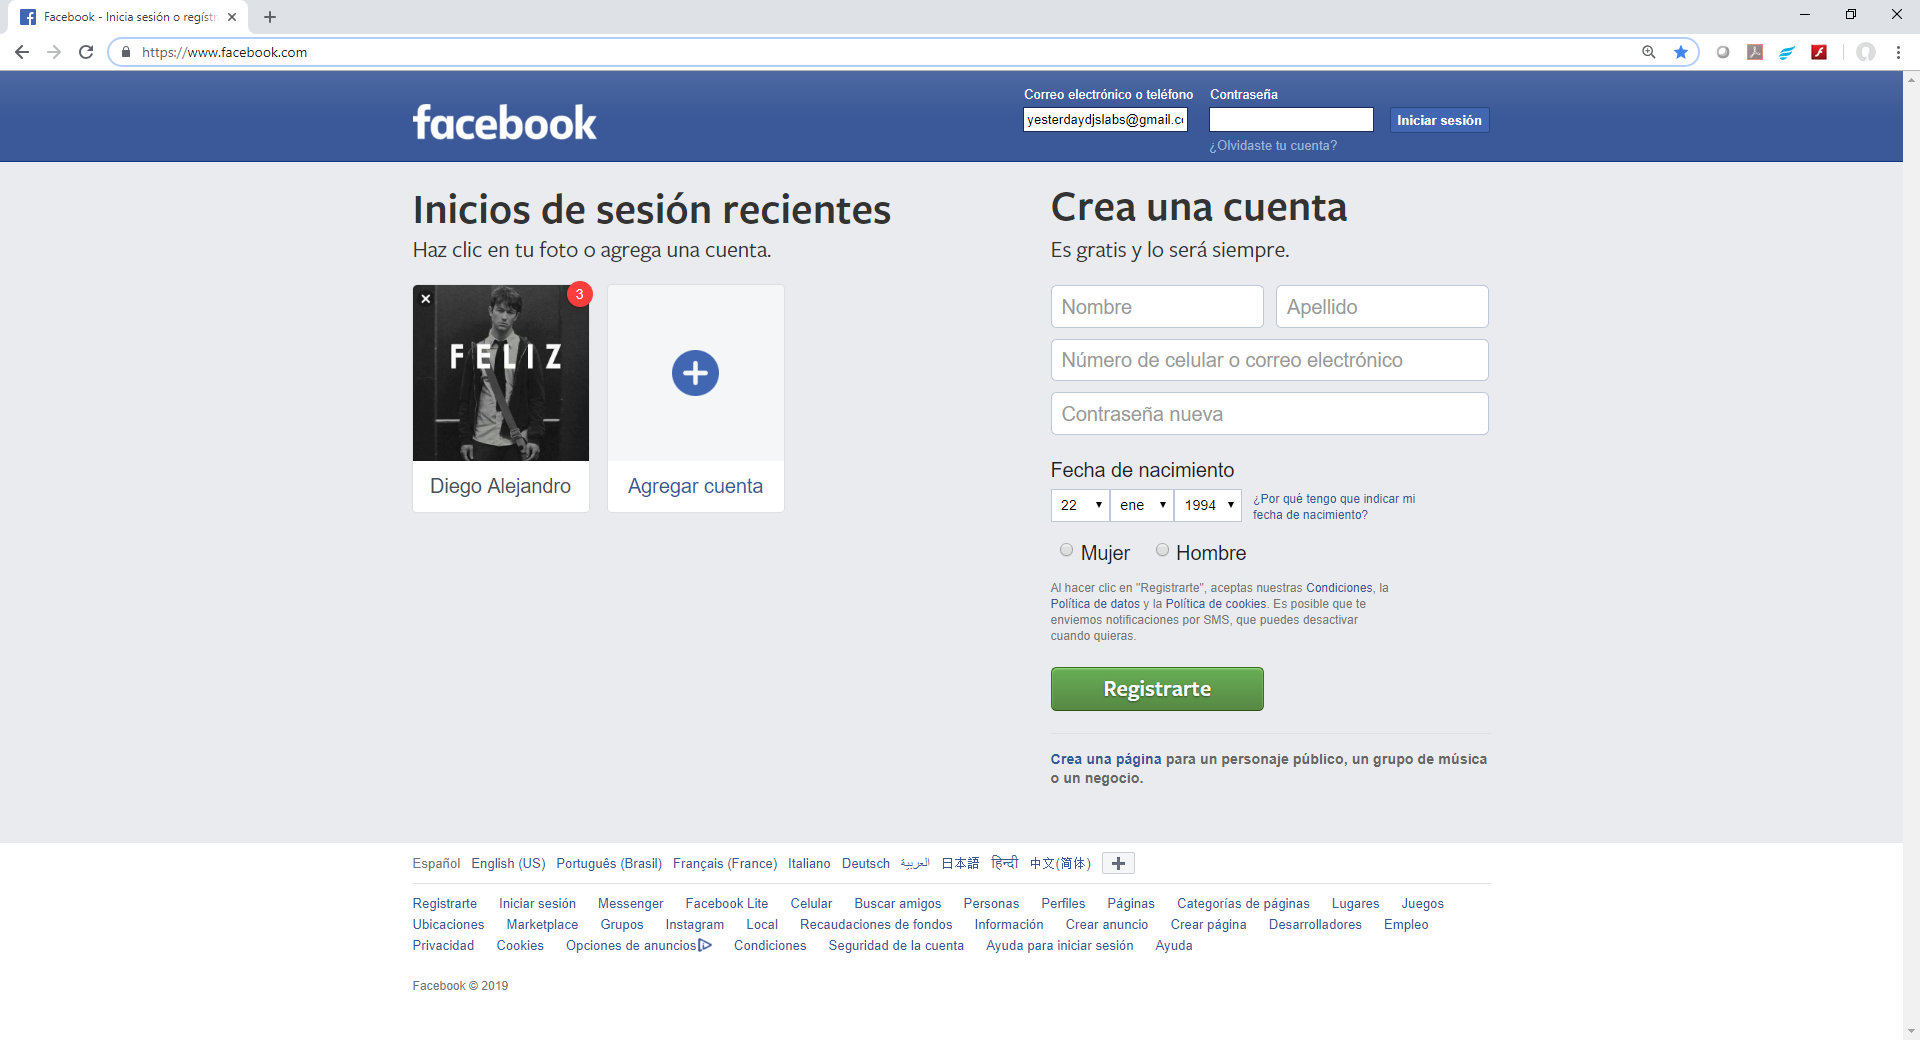 Facebook - Inicia sesión o regístr
https://www.facebook.com
facebook
Correo electrónico o teléfono
Contraseña
yesterdaydjslabs@gmail.c
Iniciar sesión
¿Olvidaste tu cuenta?
Inicios de sesión recientes
Haz clic en tu foto o agrega una cuenta.
3
FELIZ
Diego Alejandro
Agregar cuenta
Crea una cuenta
Es gratis y lo será siempre.
Nombre
Apellido
Número de celular o correo electrónico
Contraseña nueva
Fecha de nacimiento
22 ene 1994
¿Por qué tengo que indicar mi
fecha de nacimiento?
Mujer Hombre
Al hacer clic en "Registrarte", aceptas nuestras Condiciones, la
Política de datos y la Política de cookies. Es posible que te
enviemos notificaciones por SMS, que puedes desactivar
cuando quieras.
Registrarte
Crea una página para un personaje público, un grupo de música
o un negocio.
Español English (US) Português (Brasil) Français (France) Italiano Deutsch العربية 日本語 हिन्दी 中文(简体)
Registrarte Iniciar sesión Messenger Facebook Lite Celular Buscar amigos Personas Perfiles Páginas Categorías de páginas Lugares Juegos
Ubicaciones Marketplace Grupos Instagram Local Recaudaciones de fondos Información Crear anuncio Crear página Desarrolladores Empleo
Privacidad Cookies Opciones de anuncios Condiciones Seguridad de la cuenta Ayuda para iniciar sesión Ayuda
Facebook © 2019